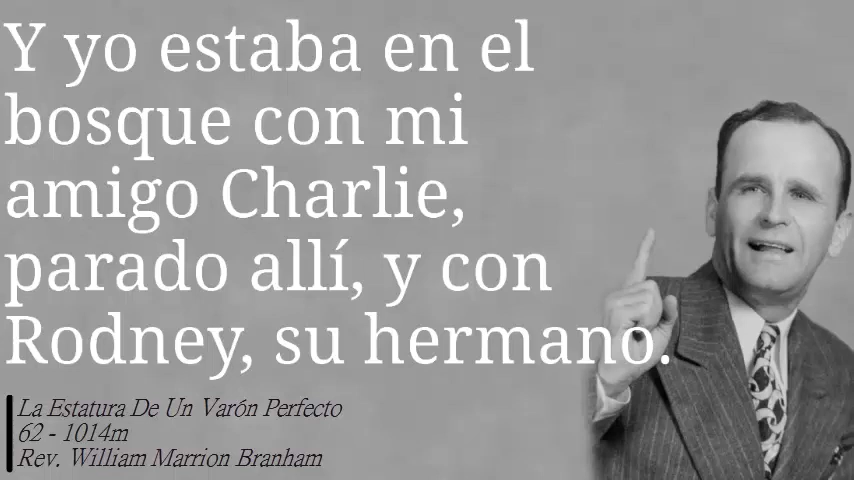 Y yo estaba en el
bosque con mi
amigo Charlie,
parado allí, y con
Rodney, su hermano.
La Estatura De Un Varón Perfecto
62 - 1014m
Rev. William Marrion Branham